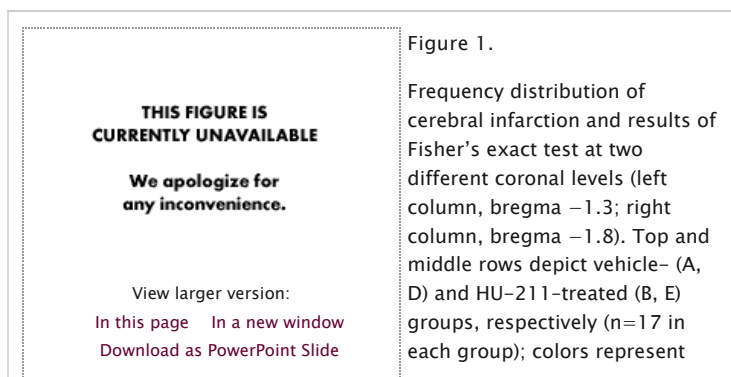 THIS FIGURE IS
CURRENTLY UNAVAILABLE
We apologize for
any inconvenience.
View larger version:
In this page In a new window
Download as PowerPoint Slide
Figure 1.
Frequency distribution of
cerebral infarction and results of
Fisher’s exact test at two
different coronal levels (left
column, bregma −1.3; right
column, bregma −1.8). Top and
middle rows depict vehicle- (A,
D) and HU-211-treated (B, E)
groups, respectively (n=17 in
each group); colors represent